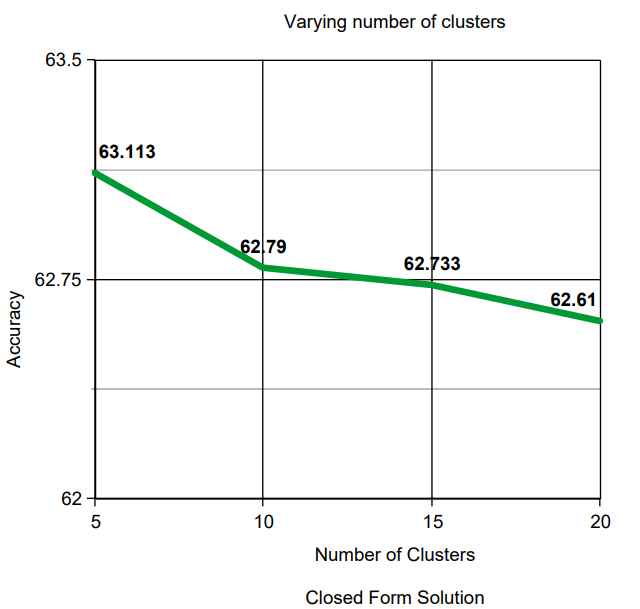 Varying number of clusters
63.5
63.113
62.79
62.733
62.75
62.61
Accuracy
62
5 10 15 20
Number of Clusters
Closed Form Solution